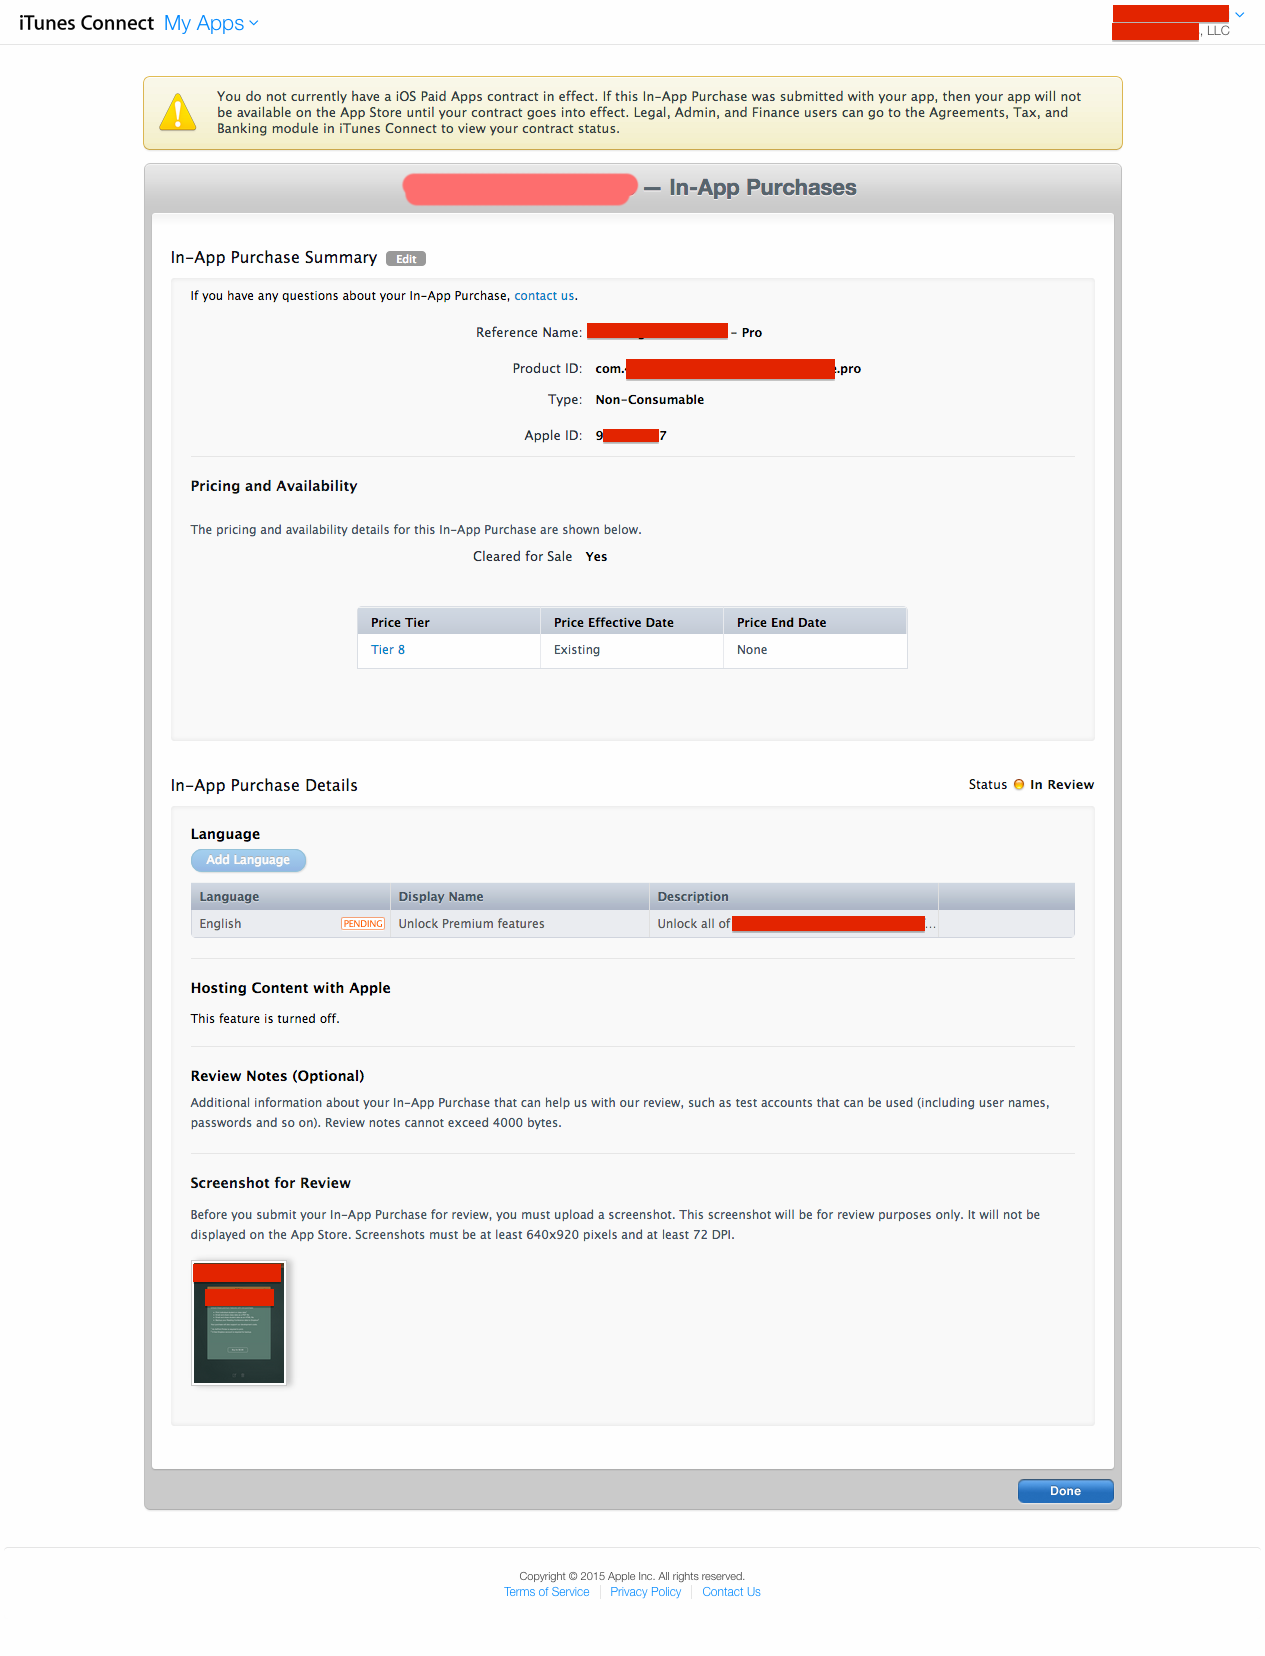 iTunes Connect My Apps
, LLC
You do not currently have a iOS Paid Apps contract in effect. If this In-App Purchase was submitted with your app, then your app will not
be available on the App Store until your contract goes into effect. Legal, Admin, and Finance users can go to the Agreements, Tax, and
Banking module in iTunes Connect to view your contract status.
— In-App Purchases
In-App Purchase Summary Edit
If you have any questions about your In-App Purchase, contact us.
Reference Name: - Pro
Product ID: com. .pro
Type: Non-Consumable
Apple ID: 9 7
Pricing and Availability
The pricing and availability details for this In-App Purchase are shown below.
Cleared for Sale Yes
Price Tier Price Effective Date Price End Date
Tier 8 Existing None
In-App Purchase Details Status In Review
Language
Add Language
Language Display Name Description
English PENDING Unlock Premium features Unlock all of ...
Hosting Content with Apple
This feature is turned off.
Review Notes (Optional)
Additional information about your In-App Purchase that can help us with our review, such as test accounts that can be used (including user names,
passwords and so on). Review notes cannot exceed 4000 bytes.
Screenshot for Review
Before you submit your In-App Purchase for review, you must upload a screenshot. This screenshot will be for review purposes only. It will not be
displayed on the App Store. Screenshots must be at least 640x920 pixels and at least 72 DPI.
Done
Copyright © 2015 Apple Inc. All rights reserved.
Terms of Service Privacy Policy Contact Us